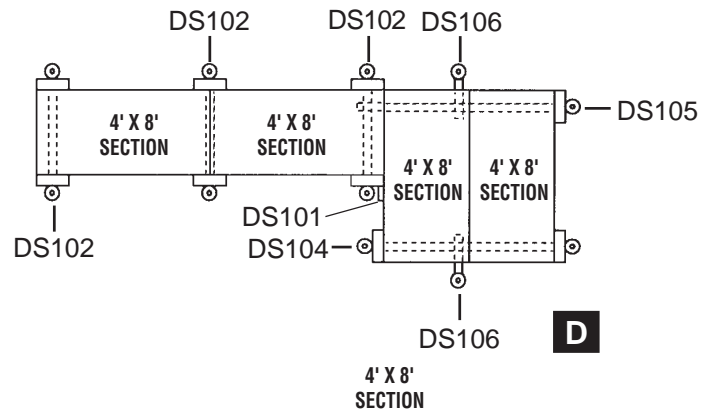 DS102
DS102
DS106
DS102
DS105
4' X 8'
SECTION
4' X 8'
SECTION
4' X 8'
SECTION
4' X 8'
SECTION
DS101
DS104
DS102
DS106
D
4' X 8'
SECTION